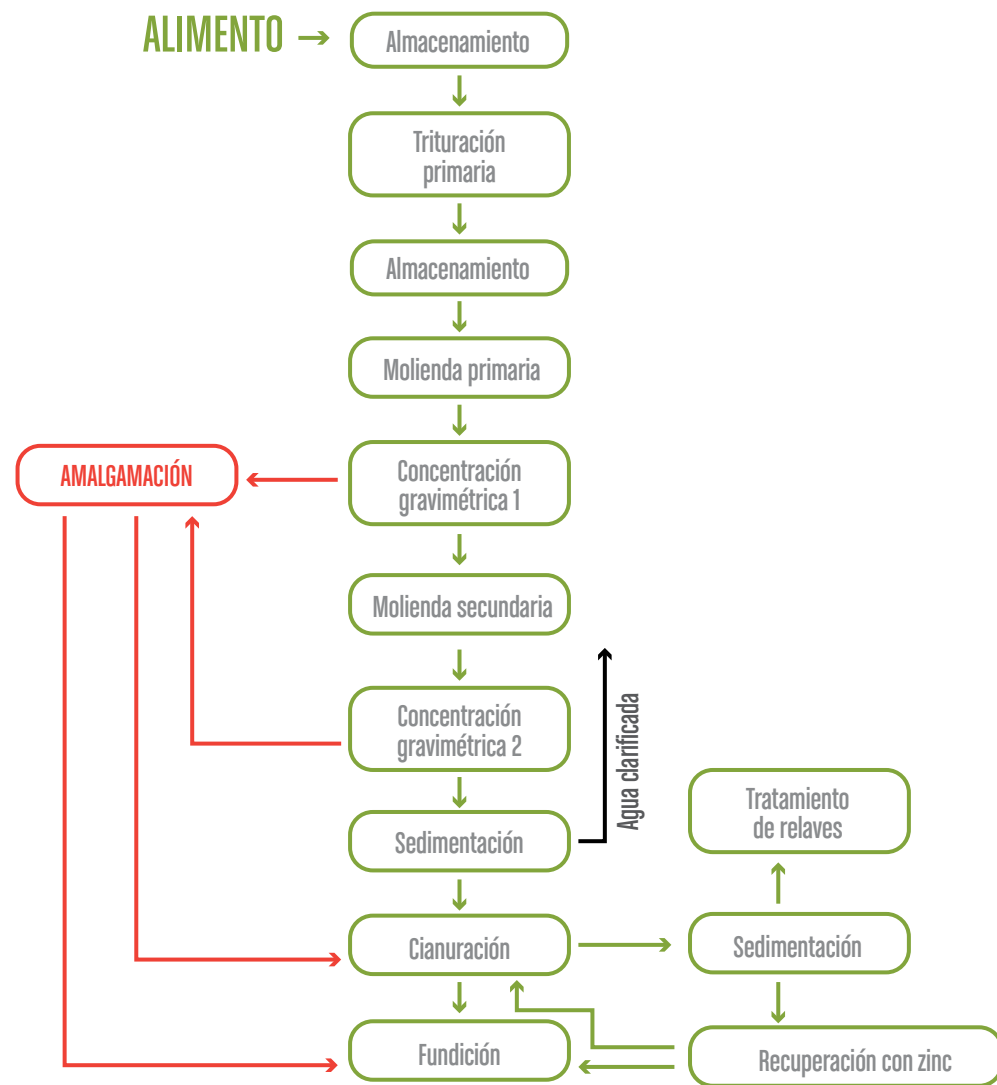 ALIMENTO
Almacenamiento
Trituración
primaria
Almacenamiento
Molienda primaria
AMALGAMACIÓN
Concentración
gravimétrica 1
Molienda secundaria
Concentración
gravimétrica 2
Agua clarificada
Sedimentación
Tratamiento
de relaves
Cianuración
Sedimentación
Fundición
Recuperación con zinc